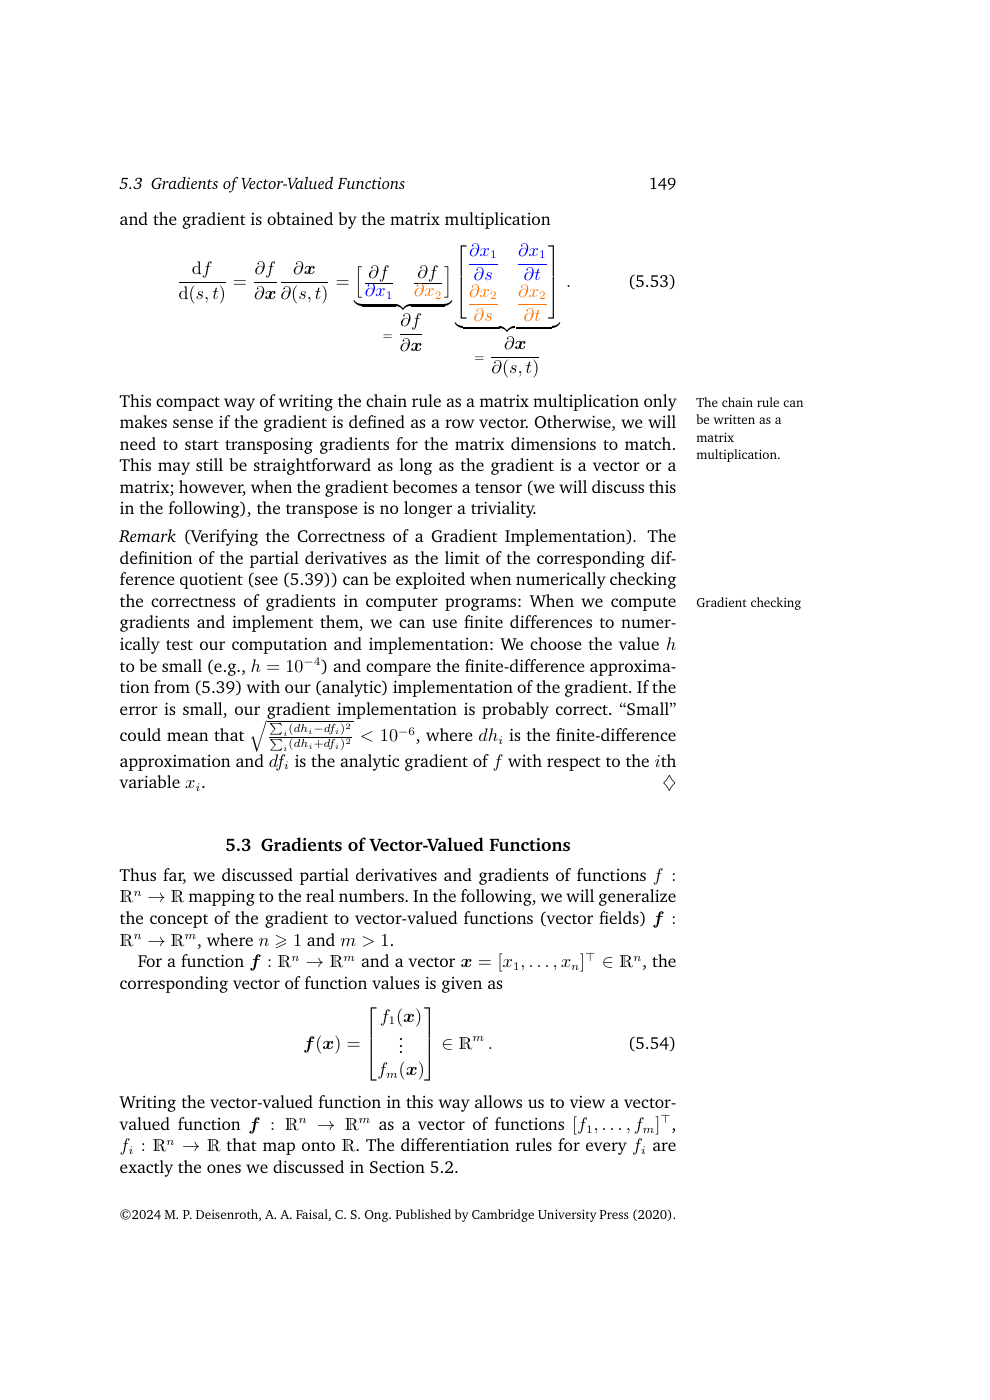 5.3 Gradients of Vector-Valued Functions 149
and the gradient is obtained by the matrix multiplication
df/d(s, t) = ∂f/∂x ∂x/∂(s, t) = [∂f/∂x₁ ∂f/∂x₂] [∂x₁/∂s ∂x₁/∂t; ∂x₂/∂s ∂x₂/∂t] . (5.53)
= ∂f/∂x
= ∂x/∂(s, t)
This compact way of writing the chain rule as a matrix multiplication only
makes sense if the gradient is defined as a row vector. Otherwise, we will
need to start transposing gradients for the matrix dimensions to match.
This may still be straightforward as long as the gradient is a vector or a
matrix; however, when the gradient becomes a tensor (we will discuss this
in the following), the transpose is no longer a triviality.
The chain rule can
be written as a
matrix
multiplication.
Remark (Verifying the Correctness of a Gradient Implementation). The
definition of the partial derivatives as the limit of the corresponding dif-
ference quotient (see (5.39)) can be exploited when numerically checking
the correctness of gradients in computer programs: When we compute
gradients and implement them, we can use finite differences to numer-
ically test our computation and implementation: We choose the value h
to be small (e.g., h = 10⁻⁴) and compare the finite-difference approxima-
tion from (5.39) with our (analytic) implementation of the gradient. If the
error is small, our gradient implementation is probably correct. “Small”
could mean that √(∑ᵢ(dhᵢ−dfᵢ)²/∑ᵢ(dhᵢ+dfᵢ)²) < 10⁻⁶, where dhᵢ is the finite-difference
approximation and dfᵢ is the analytic gradient of f with respect to the ith
variable xᵢ. ♢
Gradient checking
5.3 Gradients of Vector-Valued Functions
Thus far, we discussed partial derivatives and gradients of functions f :
ℝⁿ → ℝ mapping to the real numbers. In the following, we will generalize
the concept of the gradient to vector-valued functions (vector fields) f :
ℝⁿ → ℝᵐ, where n ⩾ 1 and m > 1.
For a function f : ℝⁿ → ℝᵐ and a vector x = [x₁, . . . , xₙ]⊤ ∈ ℝⁿ, the
corresponding vector of function values is given as
f(x) = [f₁(x) ⋮ fₘ(x)] ∈ ℝᵐ . (5.54)
Writing the vector-valued function in this way allows us to view a vector-
valued function f : ℝⁿ → ℝᵐ as a vector of functions [f₁, . . . , fₘ]⊤,
fᵢ : ℝⁿ → ℝ that map onto ℝ. The differentiation rules for every fᵢ are
exactly the ones we discussed in Section 5.2.
©2024 M. P. Deisenroth, A. A. Faisal, C. S. Ong. Published by Cambridge University Press (2020).